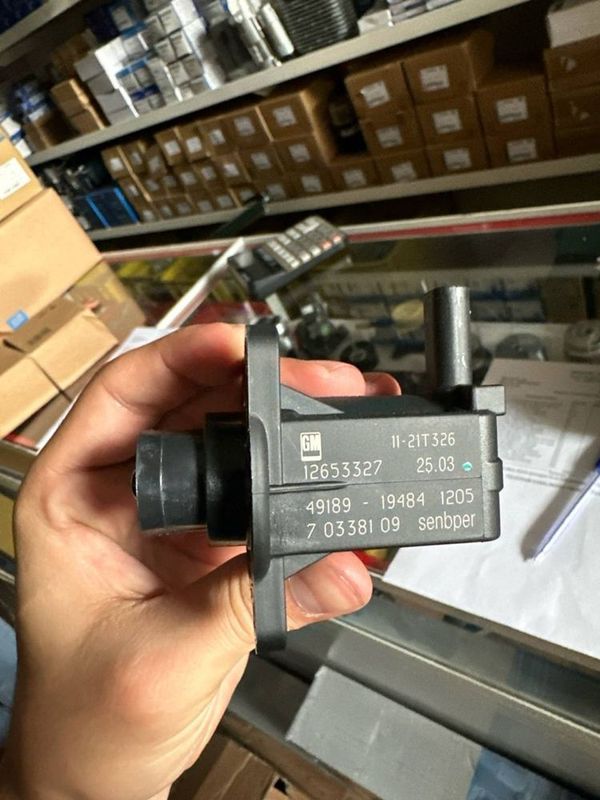 GM
11-21T326
12653327
25.03
49189 - 19484 1205
7 03381 09 senbper